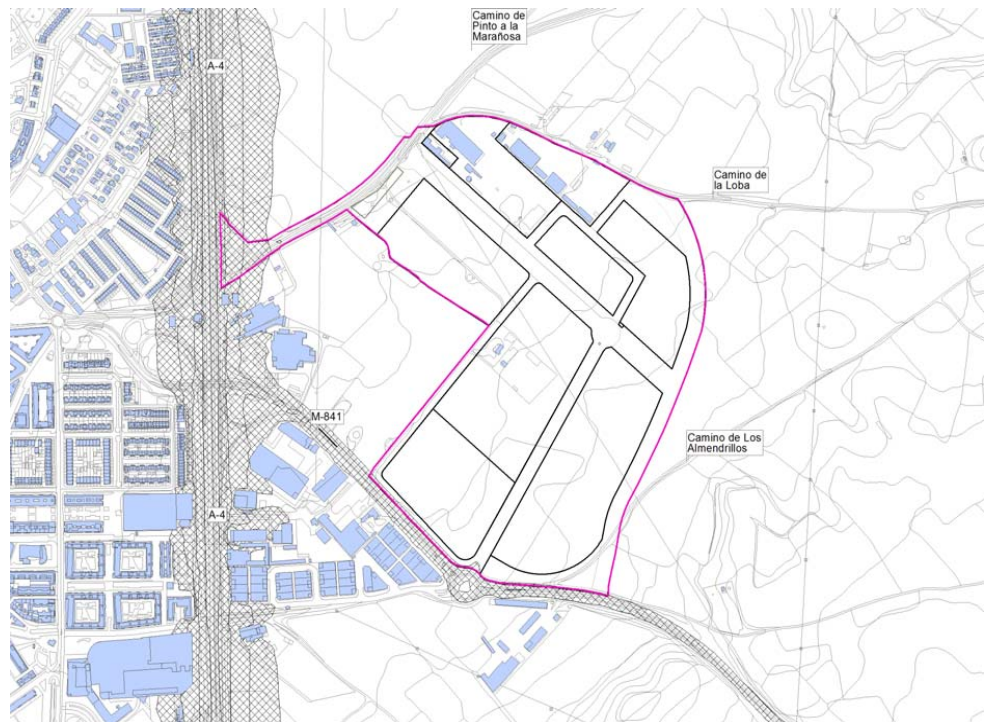 Camino de
Pinto a la
Marañosa
A-4
Camino de
la Loba
M-841
Camino de Los
Almendrillos
A-4